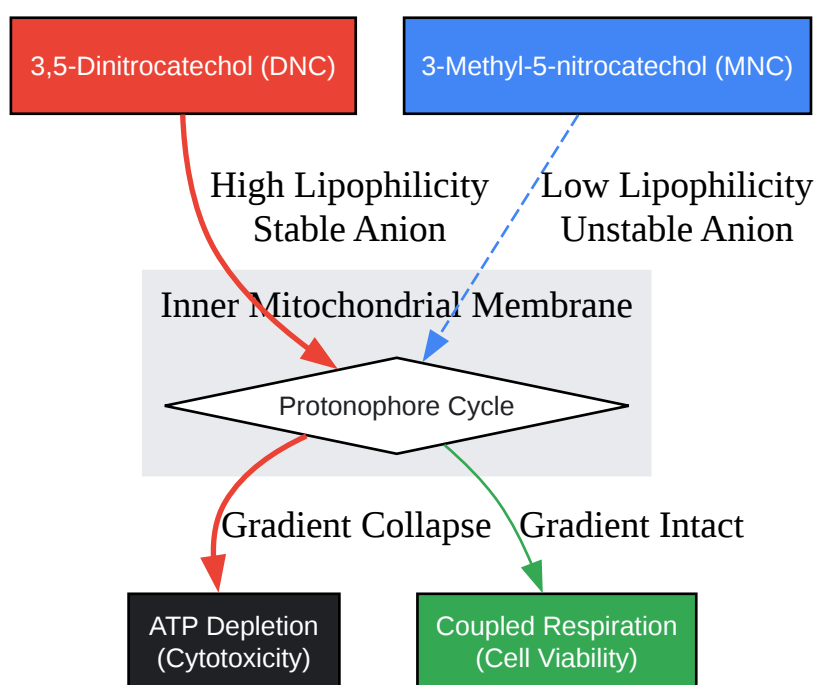 3,5-Dinitrocatechol (DNC)
3-Methyl-5-nitrocatechol (MNC)
High Lipophilicity
Stable Anion
Low Lipophilicity
Unstable Anion
Inner Mitochondrial Membrane
Protonophore Cycle
Gradient Collapse
Gradient Intact
ATP Depletion
(Cytotoxicity)
Coupled Respiration
(Cell Viability)